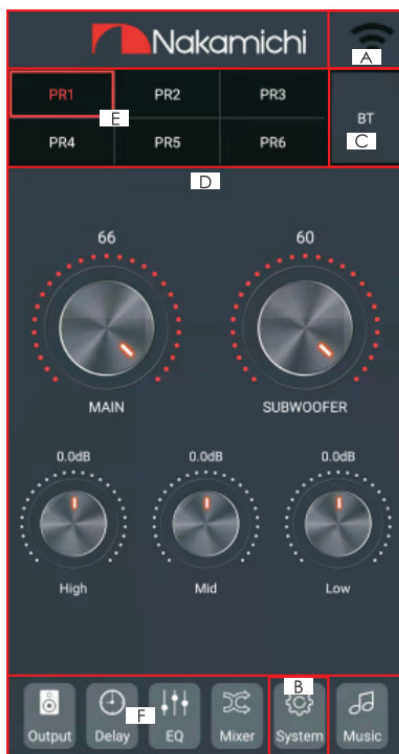 Nakamichi
A
PR1 PR2 PR3
E
BT
C
PR4 PR5 PR6
D
66 60
MAIN SUBWOOFER
0.0dB 0.0dB 0.0dB
High Mid Low
B
F
Output Delay EQ Mixer System Music